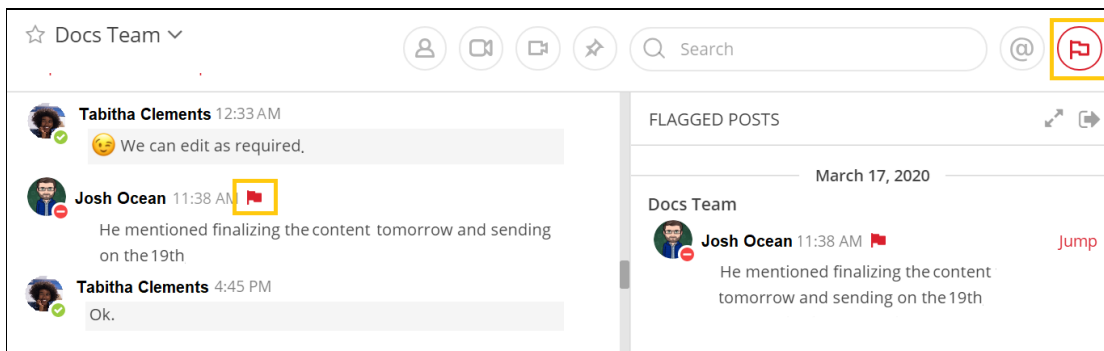 Docs Team
Search
@
Tabitha Clements 12:33 AM
We can edit as required.
Josh Ocean 11:38 AM
He mentioned finalizing the content tomorrow and sending
on the 19th
Tabitha Clements 4:45 PM
Ok.
FLAGGED POSTS
March 17, 2020
Docs Team
Josh Ocean 11:38 AM
Jump
He mentioned finalizing the content
tomorrow and sending on the 19th